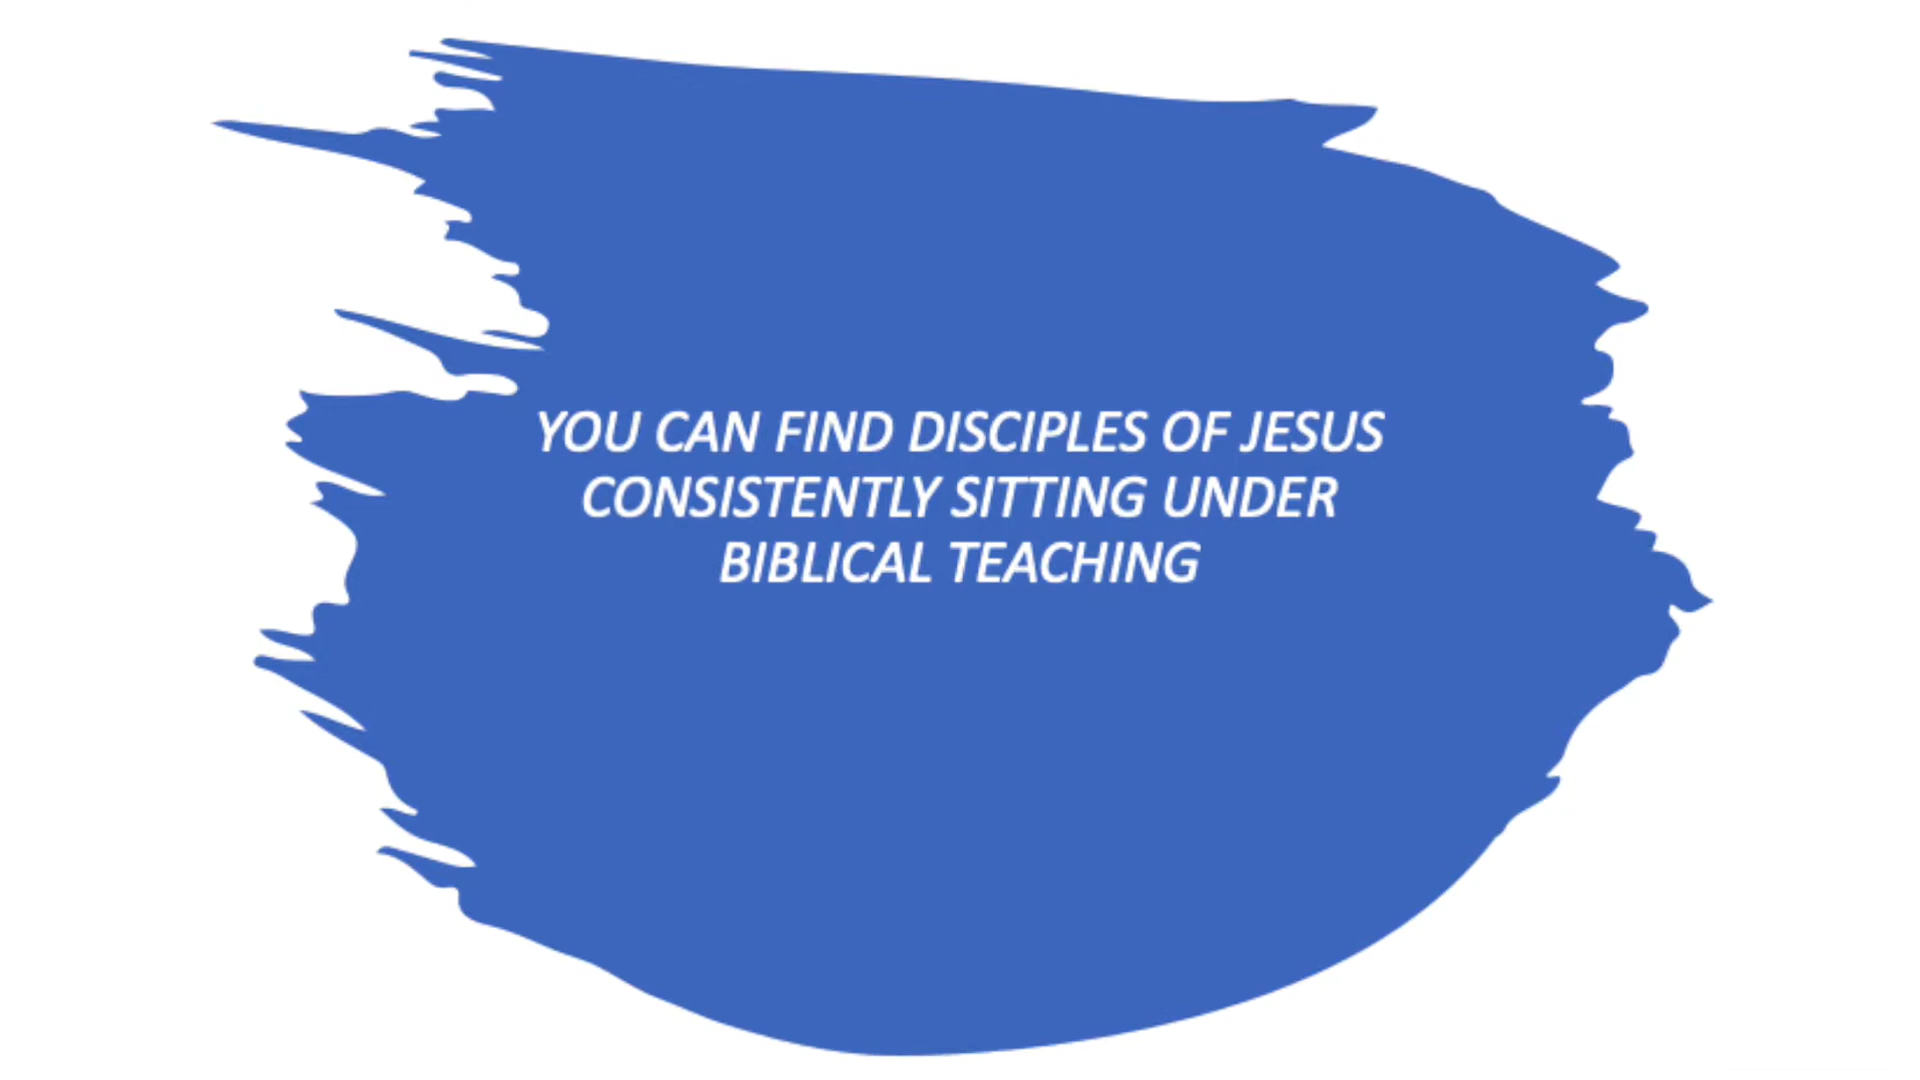 YOU CAN FIND DISCIPLES OF JESUS
CONSISTENTLY SITTING UNDER
BIBLICAL TEACHING